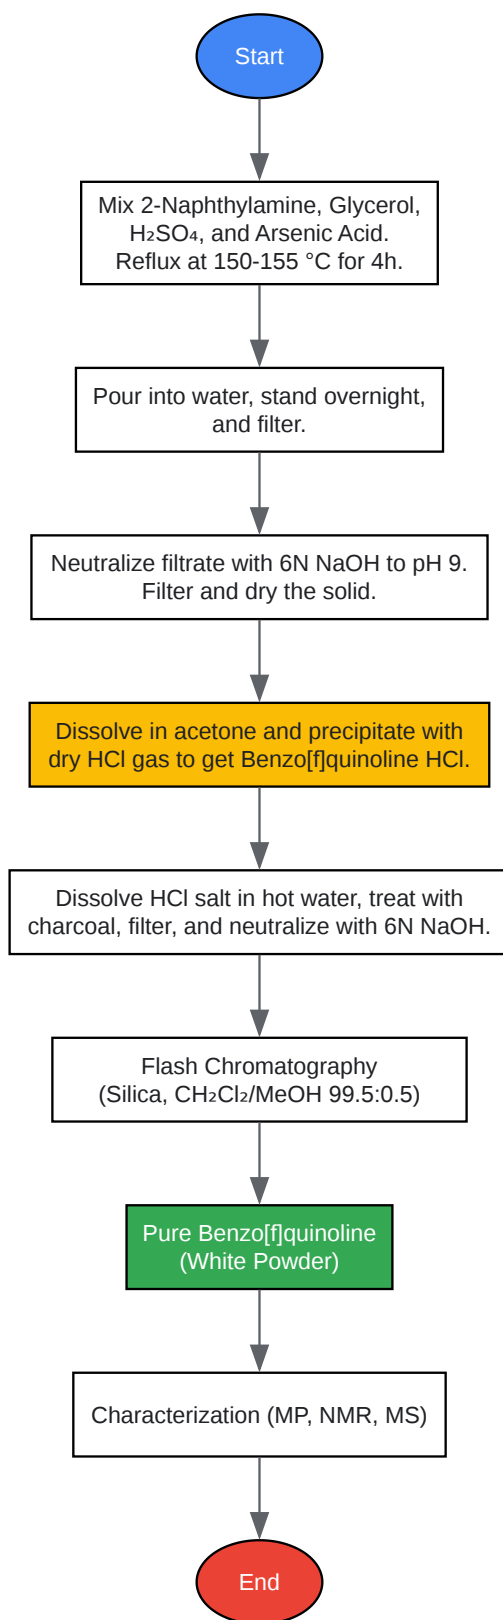 Start
Mix 2-Naphthylamine, Glycerol,
H₂SO₄, and Arsenic Acid.
Reflux at 150-155 °C for 4h.
Pour into water, stand overnight,
and filter.
Neutralize filtrate with 6N NaOH to pH 9.
Filter and dry the solid.
Dissolve in acetone and precipitate with
dry HCl gas to get Benzo[f]quinoline HCl.
Dissolve HCl salt in hot water, treat with
charcoal, filter, and neutralize with 6N NaOH.
Flash Chromatography
(Silica, CH₂Cl₂/MeOH 99.5:0.5)
Pure Benzo[f]quinoline
(White Powder)
Characterization (MP, NMR, MS)
End